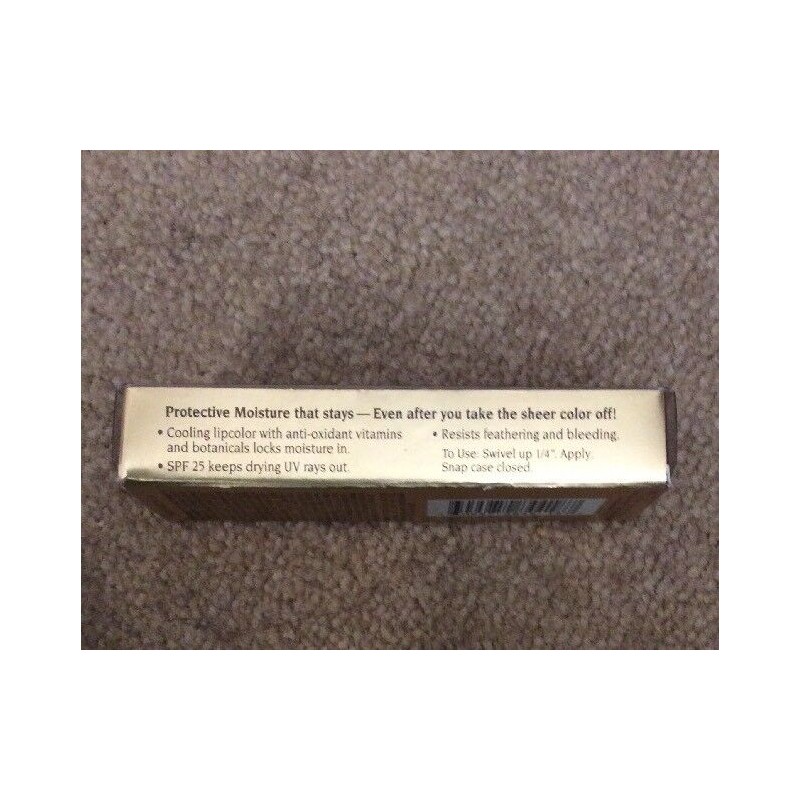 Protective Moisture that stays — Even after you take the sheer color off!
• Cooling lipcolor with anti-oxidant vitamins
and botanicals locks moisture in.
• SPF 25 keeps drying UV rays out.
• Resists feathering and bleeding.
To Use: Swivel up 1/4". Apply.
Snap case closed.